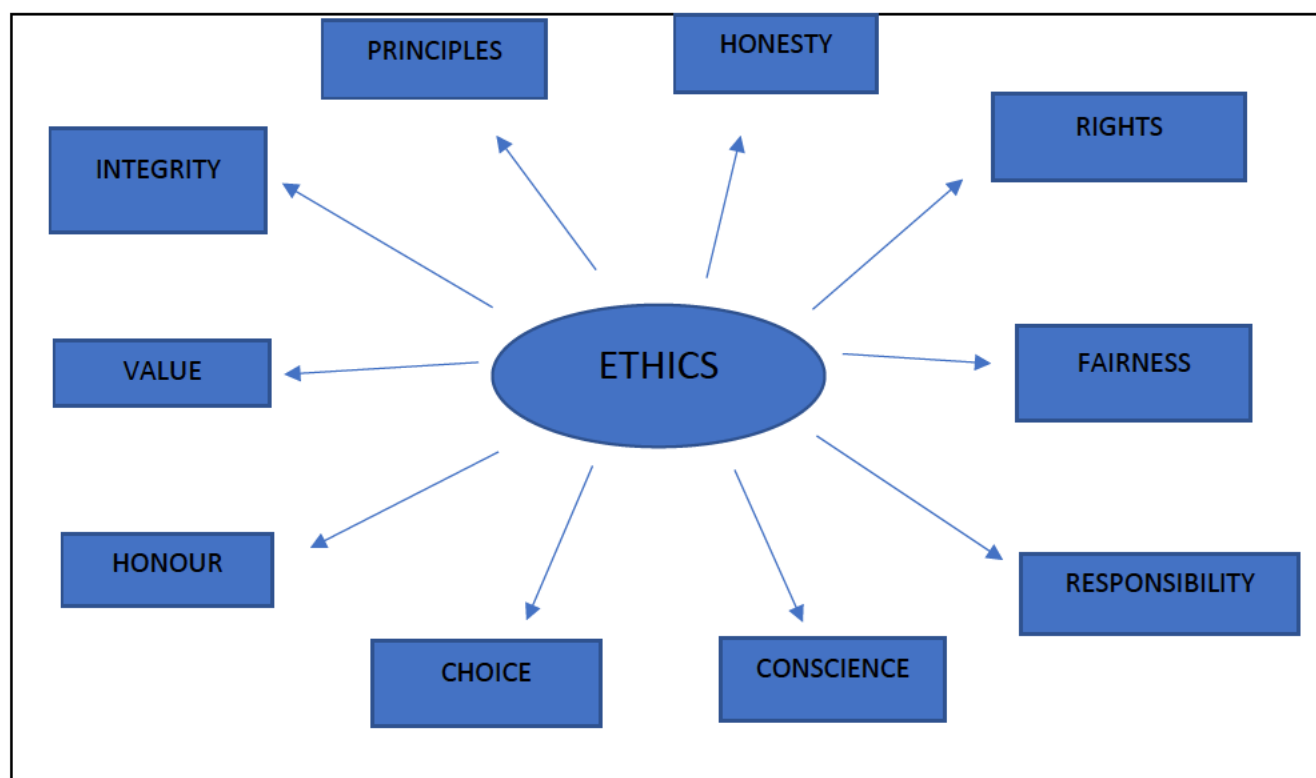 PRINCIPLES
HONESTY
RIGHTS
INTEGRITY
ETHICS
VALUE
FAIRNESS
HONOUR
RESPONSIBILITY
CHOICE
CONSCIENCE